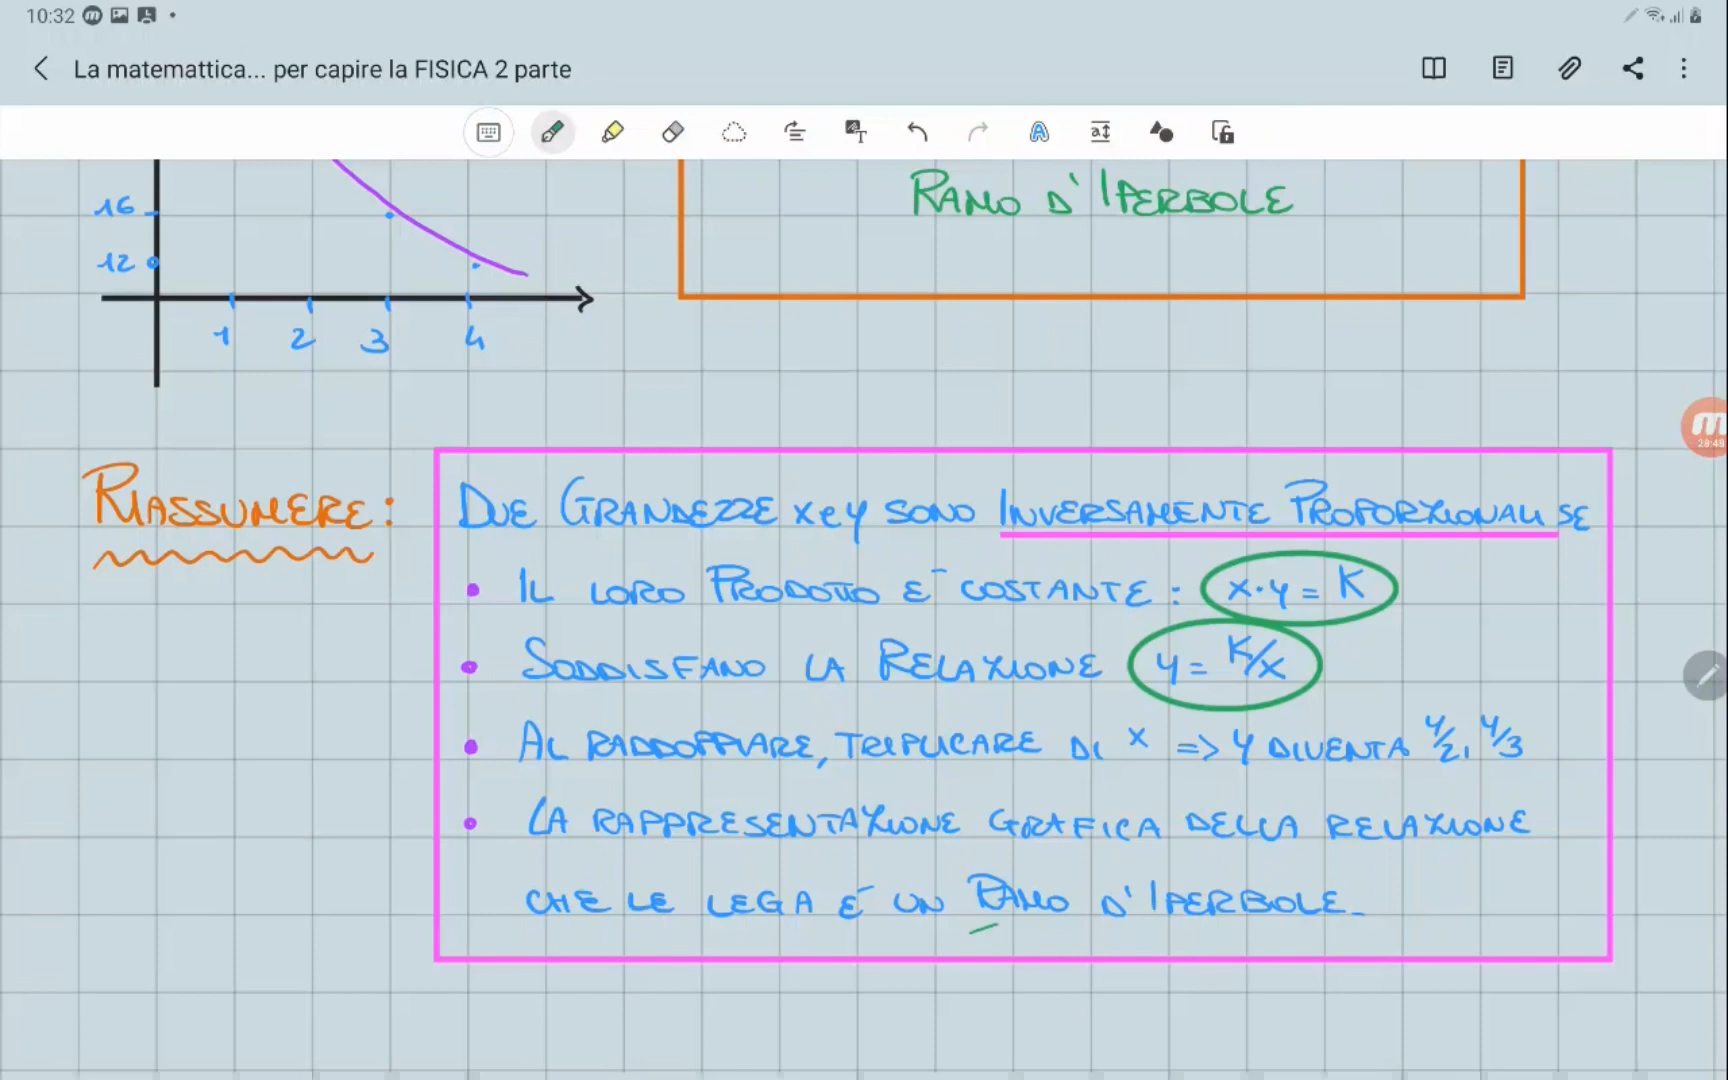 10:32
La matemattica... per capire la FISICA 2 parte
RAMO D'IPERBOLE
16
12
1 2 3 4
28:48
RIASSUMERE:
DUE GRANDEZZE x e y SONO INVERSAMENTE PROPORZIONALI SE
• IL LORO PRODOTTO È COSTANTE: x·y = K
• SODDISFANO LA RELAZIONE y = K/x
• AL RADDOPPIARE, TRIPLICARE DI x => y DIVENTA y/2, y/3
• LA RAPPRESENTAZIONE GRAFICA DELLA RELAZIONE
CHE LE LEGA È UN RAMO D'IPERBOLE.